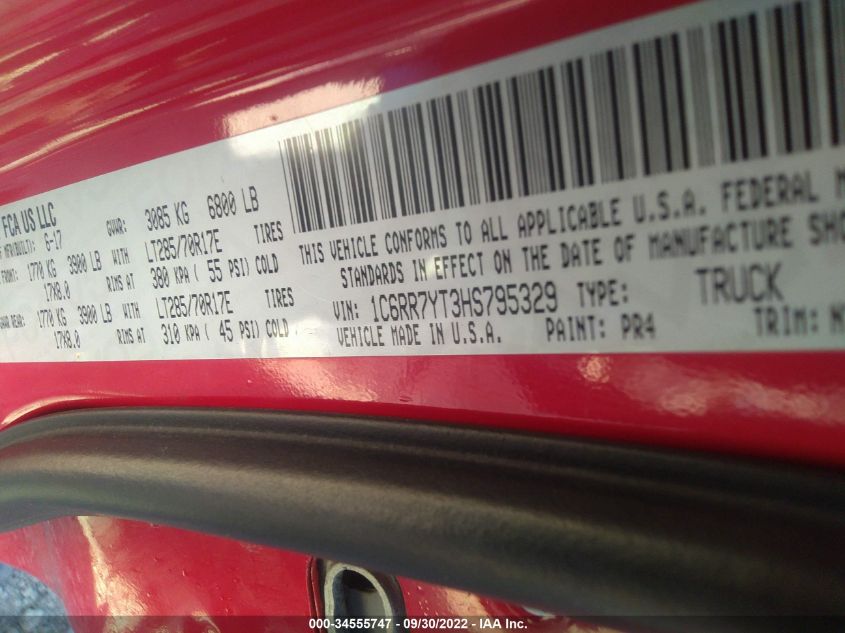 FCA US LLC
GVWR: 3085 KG 6800 LB
6-17
FRONT: 1770 KG 3900 LB WITH LT285/70R17E TIRES
17X8.0 RIMS AT 380 KPA ( 55 PSI) COLD
REAR: 1770 KG 3900 LB WITH LT285/70R17E TIRES
17X8.0 RIMS AT 310 KPA ( 45 PSI) COLD
THIS VEHICLE CONFORMS TO ALL APPLICABLE U.S.A. FEDERAL M
STANDARDS IN EFFECT ON THE DATE OF MANUFACTURE SHO
VIN: 1C6RR7YT3HS795329 TYPE: TRUCK
VEHICLE MADE IN U.S.A. PAINT: PR4 TRIM:
000-34555747 - 09/30/2022 - IAA Inc.